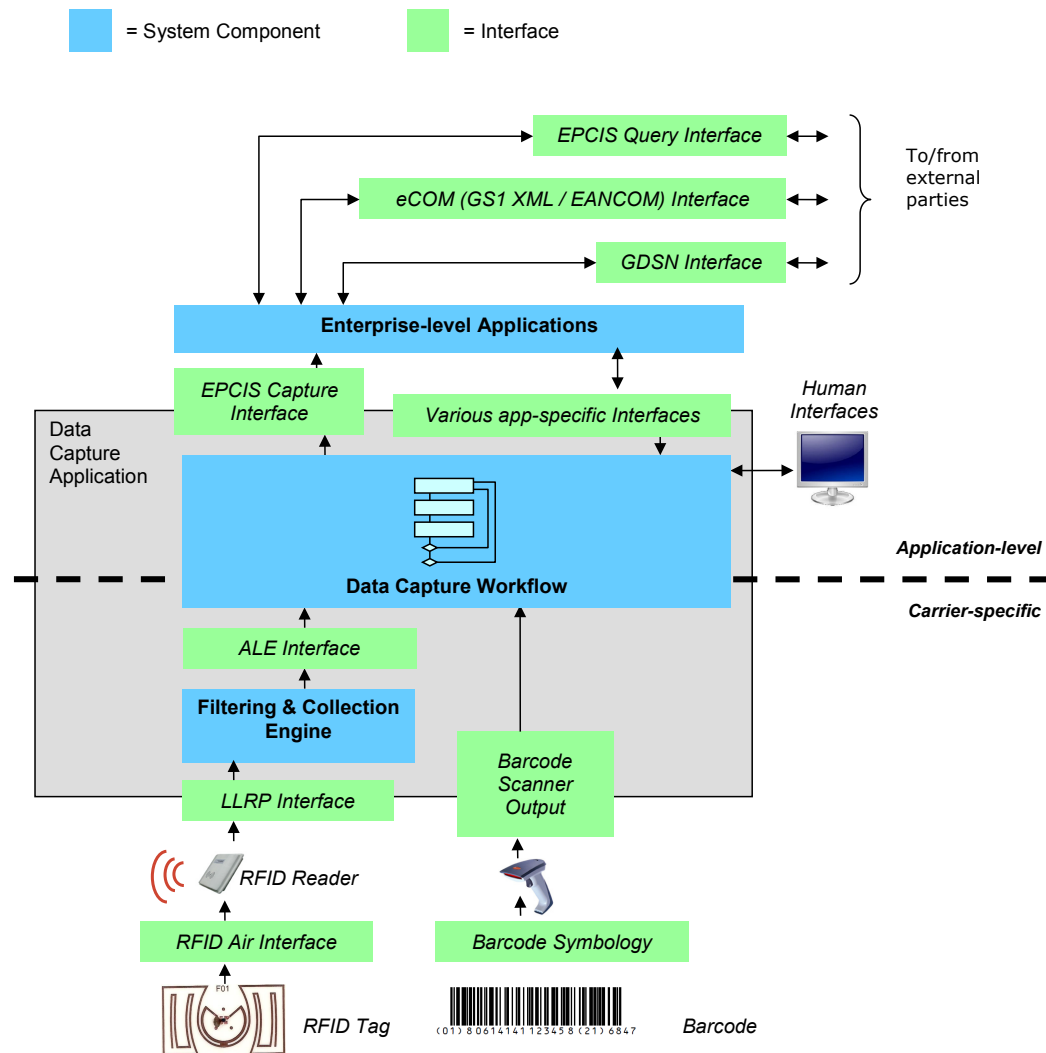 = System Component
= Interface
EPCIS Query Interface
eCOM (GS1 XML / EANCOM) Interface
GDSN Interface
To/from
external
parties
Enterprise-level Applications
EPCIS Capture
Interface
Various app-specific Interfaces
Human
Interfaces
Data
Capture
Application
Data Capture Workflow
Application-level
Carrier-specific
ALE Interface
Filtering & Collection
Engine
LLRP Interface
Barcode
Scanner
Output
RFID Reader
RFID Air Interface
Barcode Symbology
F01
RFID Tag
(01)80614141123458(21)6847
Barcode